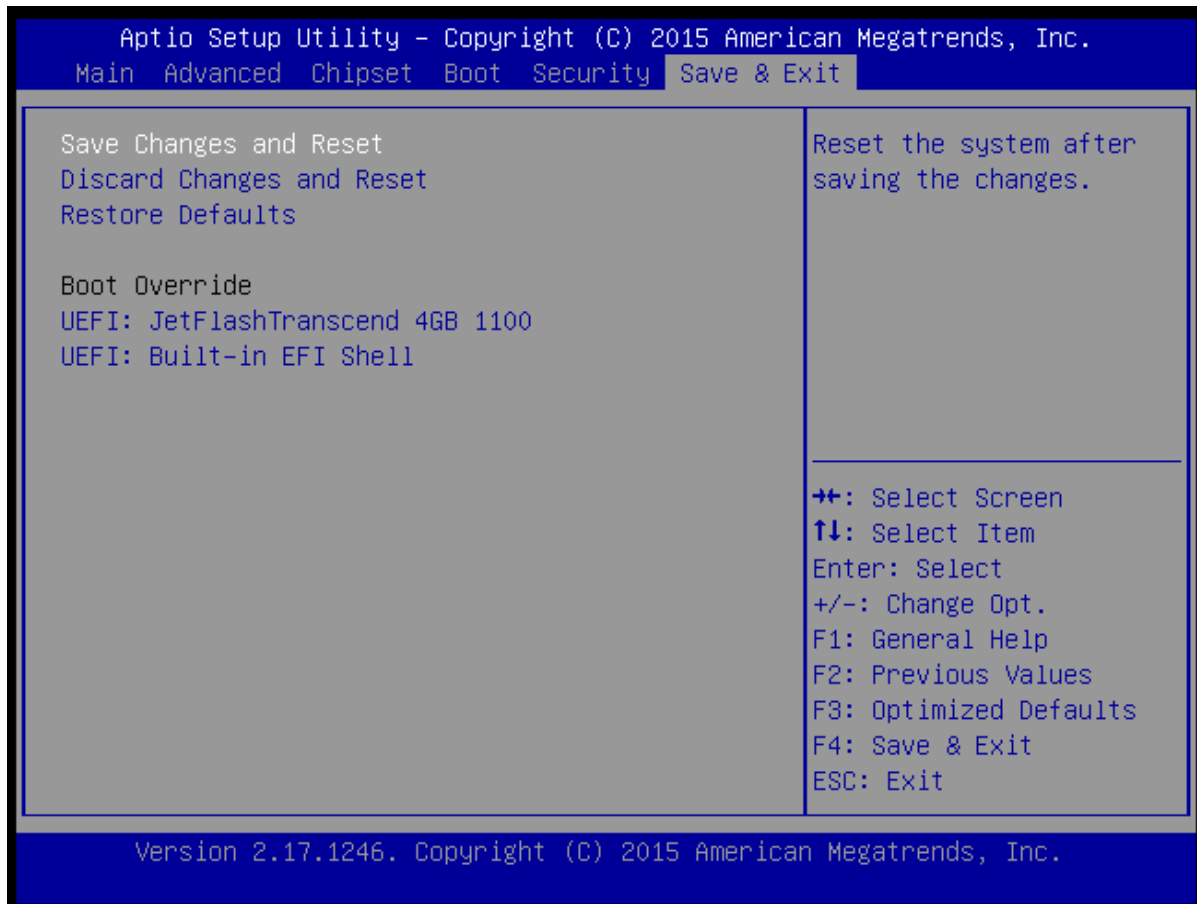 Aptio Setup Utility – Copyright (C) 2015 American Megatrends, Inc.
Main Advanced Chipset Boot Security Save & Exit
Save Changes and Reset
Discard Changes and Reset
Restore Defaults
Boot Override
UEFI: JetFlashTranscend 4GB 1100
UEFI: Built-in EFI Shell
Reset the system after
saving the changes.
→←: Select Screen
↑↓: Select Item
Enter: Select
+/-: Change Opt.
F1: General Help
F2: Previous Values
F3: Optimized Defaults
F4: Save & Exit
ESC: Exit
Version 2.17.1246. Copyright (C) 2015 American Megatrends, Inc.